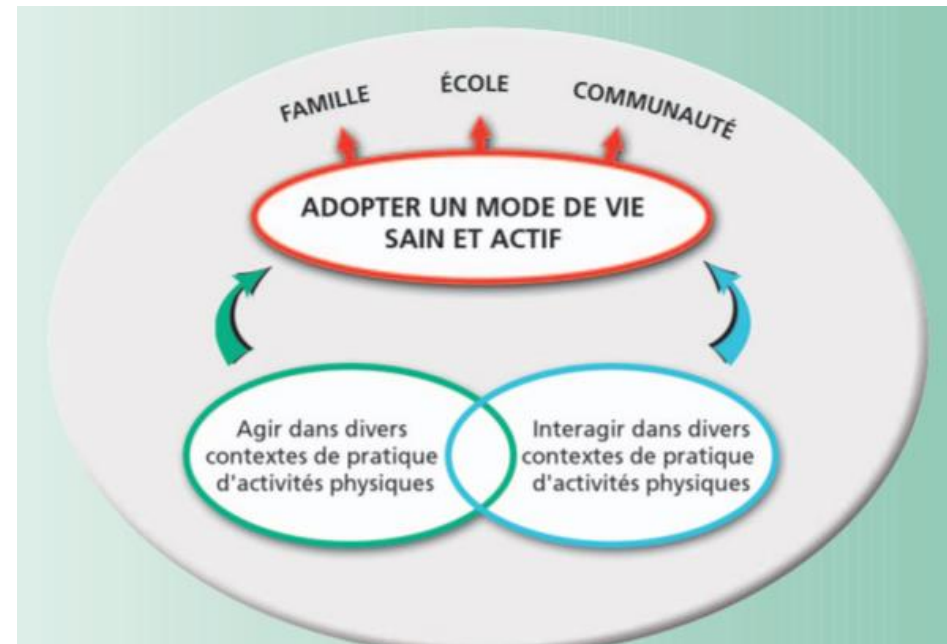 FAMILLE
ÉCOLE
COMMUNAUTÉ
ADOPTER UN MODE DE VIE
SAIN ET ACTIF
Agir dans divers
contextes de pratique
d'activités physiques
Interagir dans divers
contextes de pratique
d'activités physiques